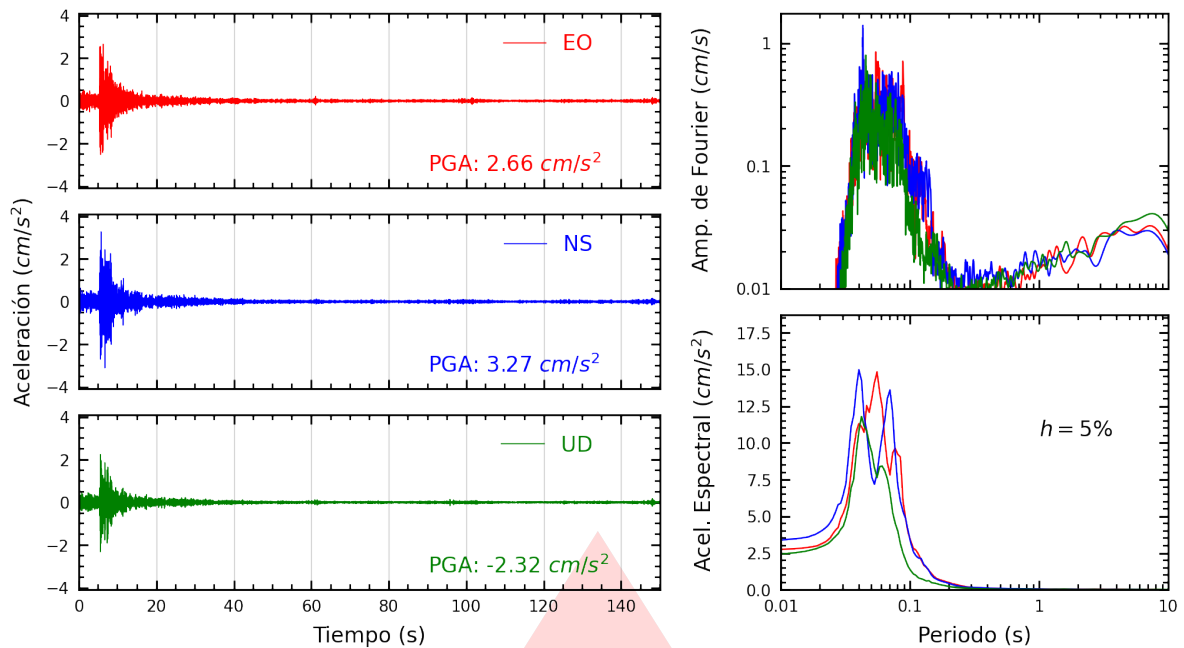 Aceleración (cm/s²)
4
2
0
−2
−4
EO
PGA: 2.66 cm/s²
4
2
0
−2
−4
NS
PGA: 3.27 cm/s²
4
2
0
−2
−4
UD
PGA: -2.32 cm/s²
0 20 40 60 80 100 120 140
Tiempo (s)
Amp. de Fourier (cm/s)
1
0.1
0.01
Acel. Espectral (cm/s²)
17.5
15.0
12.5
10.0
7.5
5.0
2.5
0.0
h = 5%
0.01 0.1 1 10
Periodo (s)